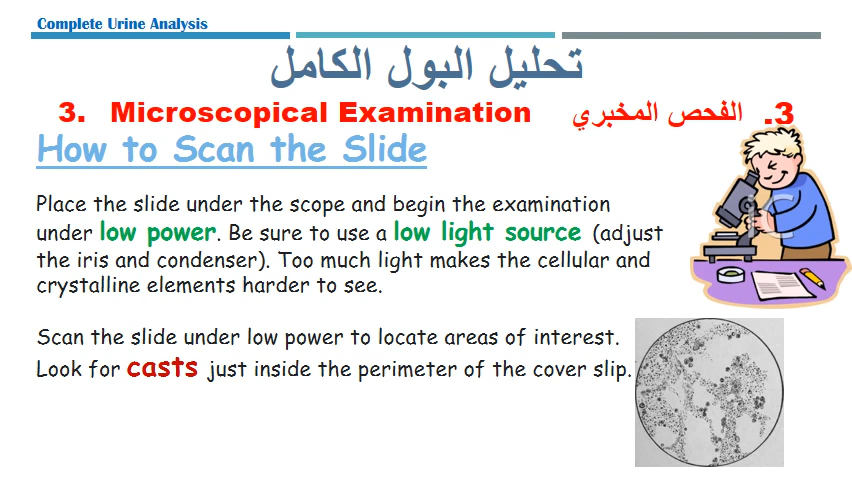 Complete Urine Analysis
تحليل البول الكامل
3. Microscopical Examination
3. الفحص المخبري
How to Scan the Slide
Place the slide under the scope and begin the examination
under low power. Be sure to use a low light source (adjust
the iris and condenser). Too much light makes the cellular and
crystalline elements harder to see.
Scan the slide under low power to locate areas of interest.
Look for casts just inside the perimeter of the cover slip.